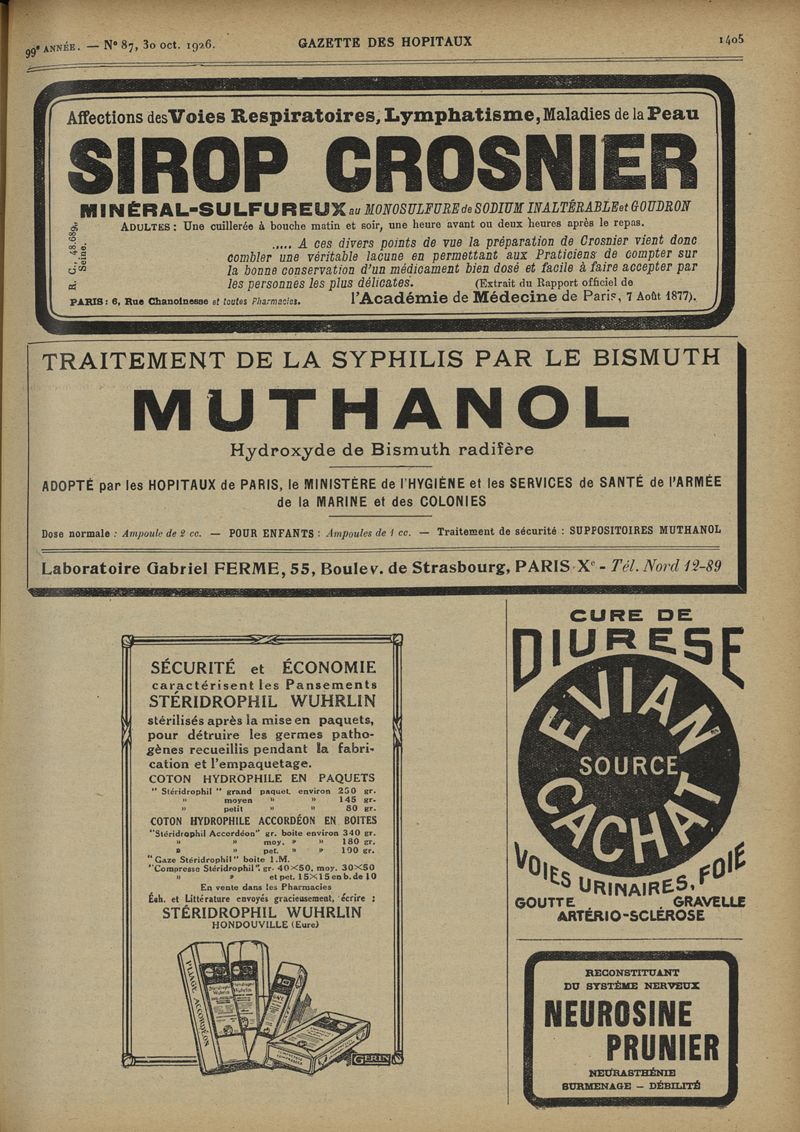 99e ANNÉE. — N° 87, 30 oct. 1926.
GAZETTE DES HOPITAUX
1405
Affections des Voies Respiratoires, Lymphatisme, Maladies de la Peau
SIROP CROSNIER
MINÉRAL-SULFUREUX au MONOSULFURE de SODIUM INALTÉRABLE et GOUDRON
ADULTES : Une cuillerée à bouche matin et soir, une heure avant ou deux heures après le repas.
R. C., 48.689, Seine.
..... A ces divers points de vue la préparation de Crosnier vient donc
combler une véritable lacune en permettant aux Praticiens de compter sur
la bonne conservation d'un médicament bien dosé et facile à faire accepter par
les personnes les plus délicates. (Extrait du Rapport officiel de
PARIS : 6, Rue Chanoinesse et toutes Pharmacies. l'Académie de Médecine de Paris, 7 Août 1877).
TRAITEMENT DE LA SYPHILIS PAR LE BISMUTH
MUTHANOL
Hydroxyde de Bismuth radifère
ADOPTÉ par les HOPITAUX de PARIS, le MINISTÈRE de l'HYGIÈNE et les SERVICES de SANTÉ de l'ARMÉE
de la MARINE et des COLONIES
Dose normale : Ampoule de 2 cc. — POUR ENFANTS : Ampoules de 1 cc. — Traitement de sécurité : SUPPOSITOIRES MUTHANOL
Laboratoire Gabriel FERME, 55, Boulev. de Strasbourg, PARIS-Xe - Tél. Nord 12-89
SÉCURITÉ et ÉCONOMIE
caractérisent les Pansements
STÉRIDROPHIL WUHRLIN
stérilisés après la mise en paquets,
pour détruire les germes patho-
gènes recueillis pendant la fabri-
cation et l'empaquetage.
COTON HYDROPHILE EN PAQUETS
" Stéridrophil " grand paquet. environ 250 gr.
" moyen " " 145 gr.
" petit " " 80 gr.
COTON HYDROPHILE ACCORDÉON EN BOITES
"Stéridrophil Accordéon" gr. boite environ 340 gr.
" " moy. " " 180 gr.
" " pet. " " 100 gr.
"Gaze Stéridrophil" boite 1.M.
"Compresse Stéridrophil", gr. 40×50, moy. 30×50
" " et pet. 15×15 en b. de 10
En vente dans les Pharmacies
Éch. et Littérature envoyés gracieusement, écrire :
STÉRIDROPHIL WUHRLIN
HONDOUVILLE (Eure)
PLIAGE ACCORDÉON
GERIN
CURE DE
DIURESE
EVIAN
SOURCE
CACHAT
VOIES URINAIRES, FOIE
GOUTTE GRAVELLE
ARTÉRIO-SCLÉROSE
RECONSTITUANT
DU SYSTÈME NERVEUX
NEUROSINE
PRUNIER
NEURASTHÉNIE
SURMENAGE – DÉBILITÉ